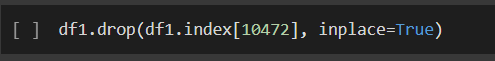 [ ] df1.drop(df1.index[10472], inplace=True)